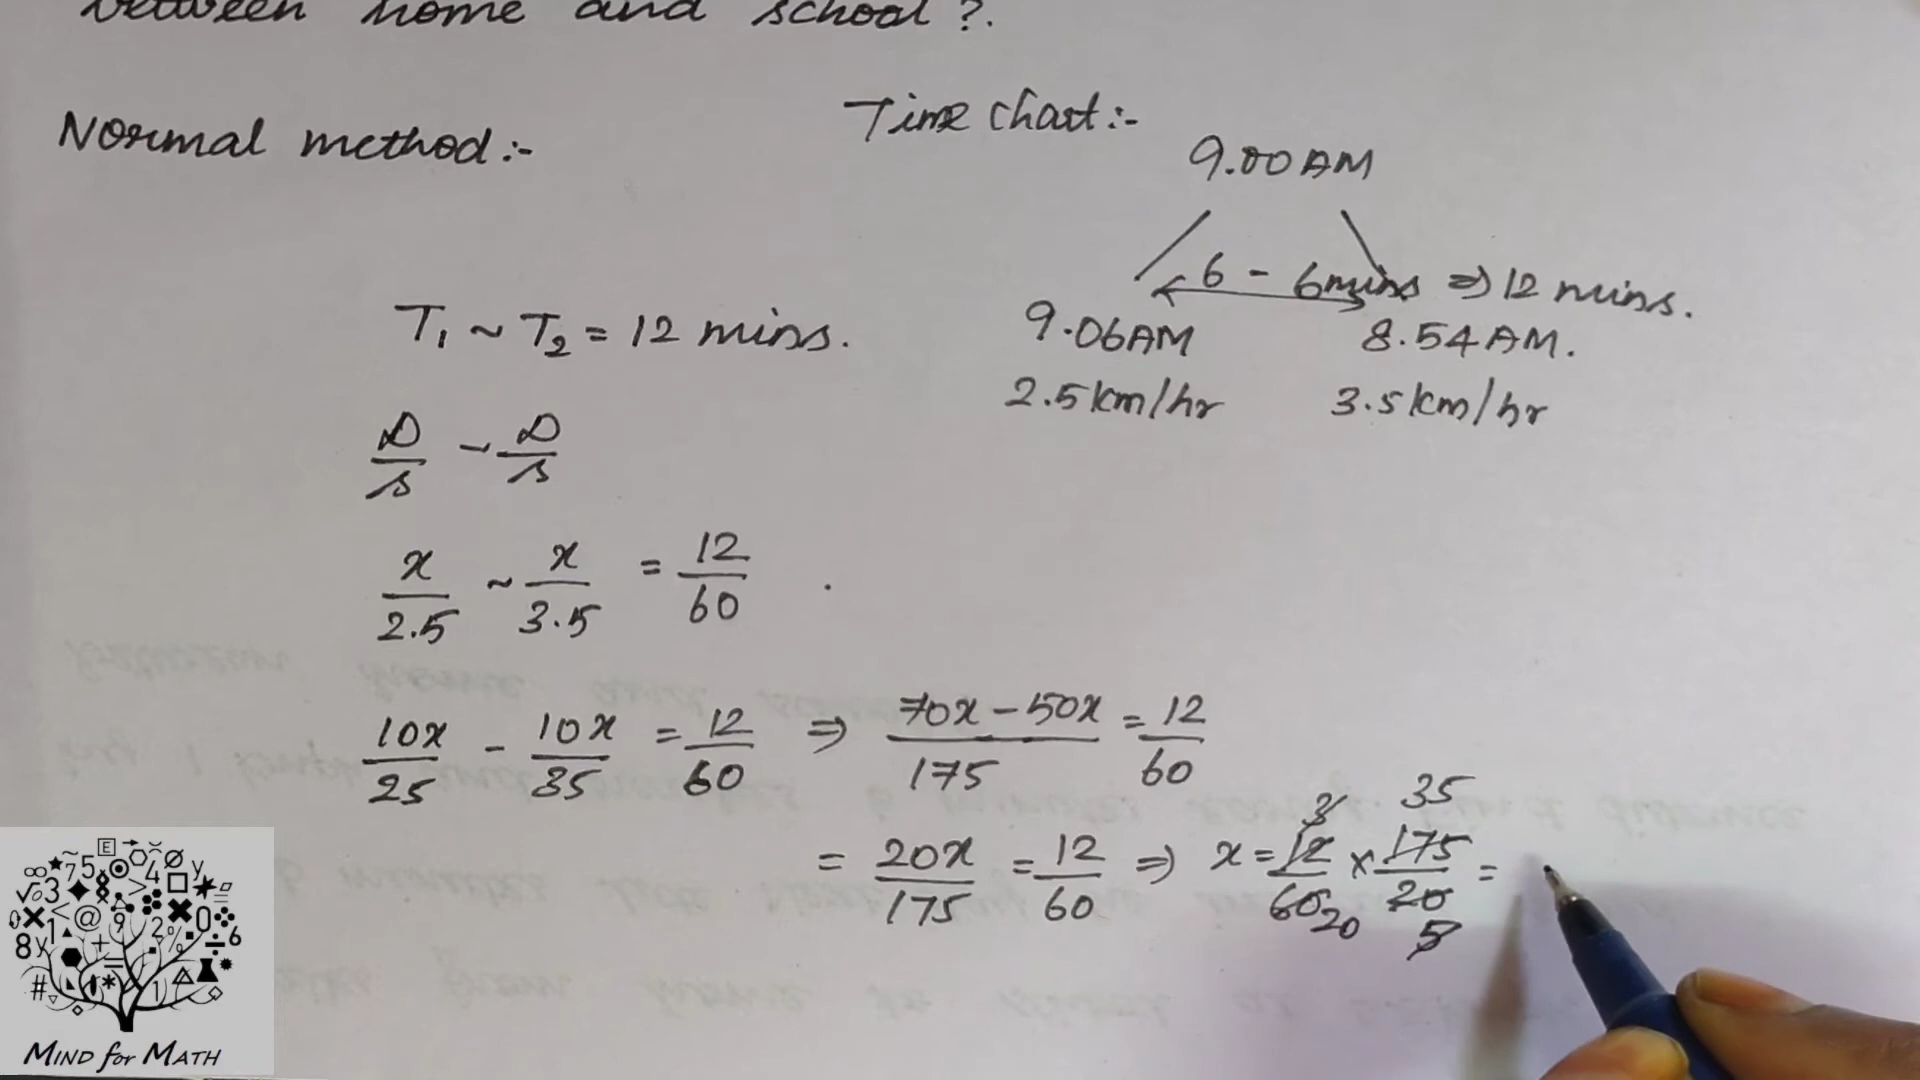 between home and school?.
Normal method:-
Time chart:-
9.00AM
6 - 6mins ⇒ 12 mins.
9.06AM 8.54AM.
2.5km/hr 3.5km/hr
T₁ ~ T₂ = 12 mins.
D/s - D/s
x/2.5 ~ x/3.5 = 12/60
10x/25 - 10x/35 = 12/60 ⇒ 70x-50x/175 = 12/60
= 20x/175 = 12/60 ⇒ x = 12/60 × 175/20 =
3 35
20 5
MIND for MATH